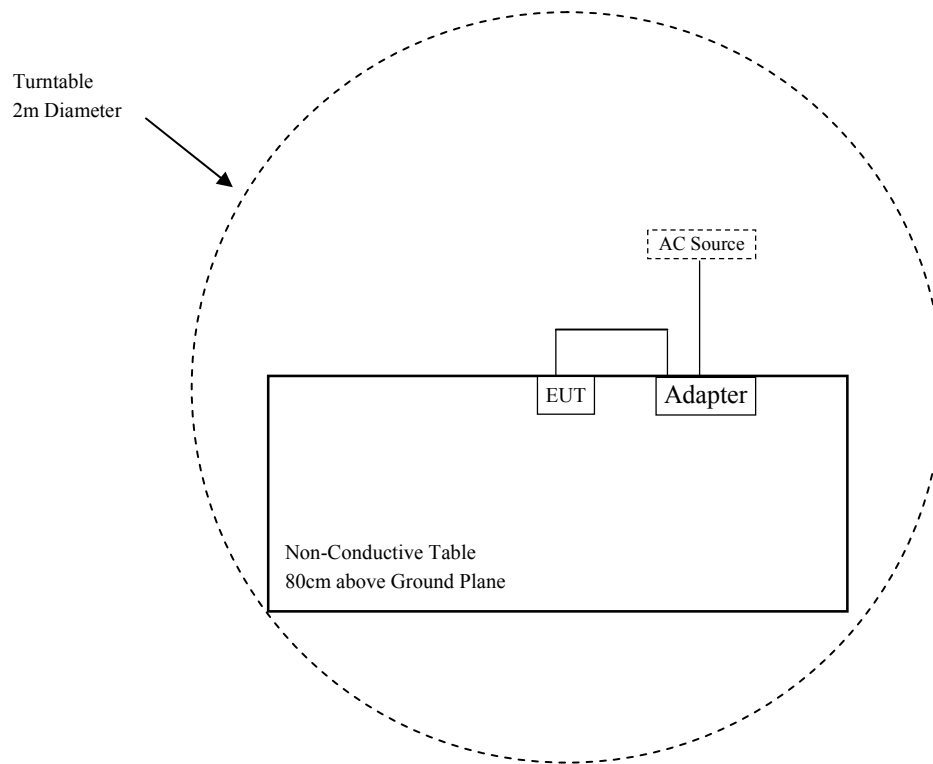 Turntable
2m Diameter
AC Source
EUT
Adapter
Non-Conductive Table
80cm above Ground Plane